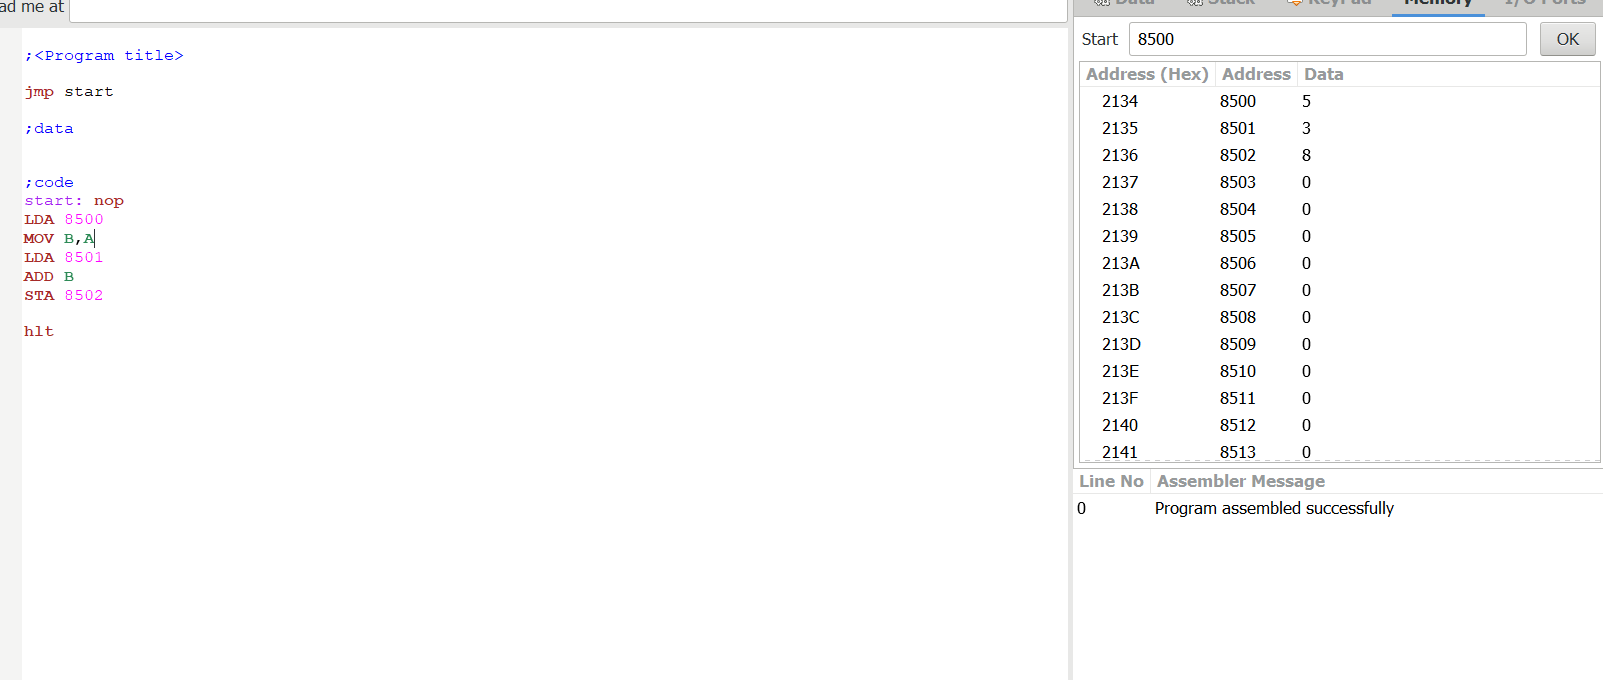 ad me at
;<Program title>
jmp start
;data
;code
start: nop
LDA 8500
MOV B,A
LDA 8501
ADD B
STA 8502
hlt
Data Stack KeyPad Memory I/O Ports
Start 8500 OK
Address (Hex) Address Data
2134 8500 5
2135 8501 3
2136 8502 8
2137 8503 0
2138 8504 0
2139 8505 0
213A 8506 0
213B 8507 0
213C 8508 0
213D 8509 0
213E 8510 0
213F 8511 0
2140 8512 0
2141 8513 0
Line No Assembler Message
0 Program assembled successfully